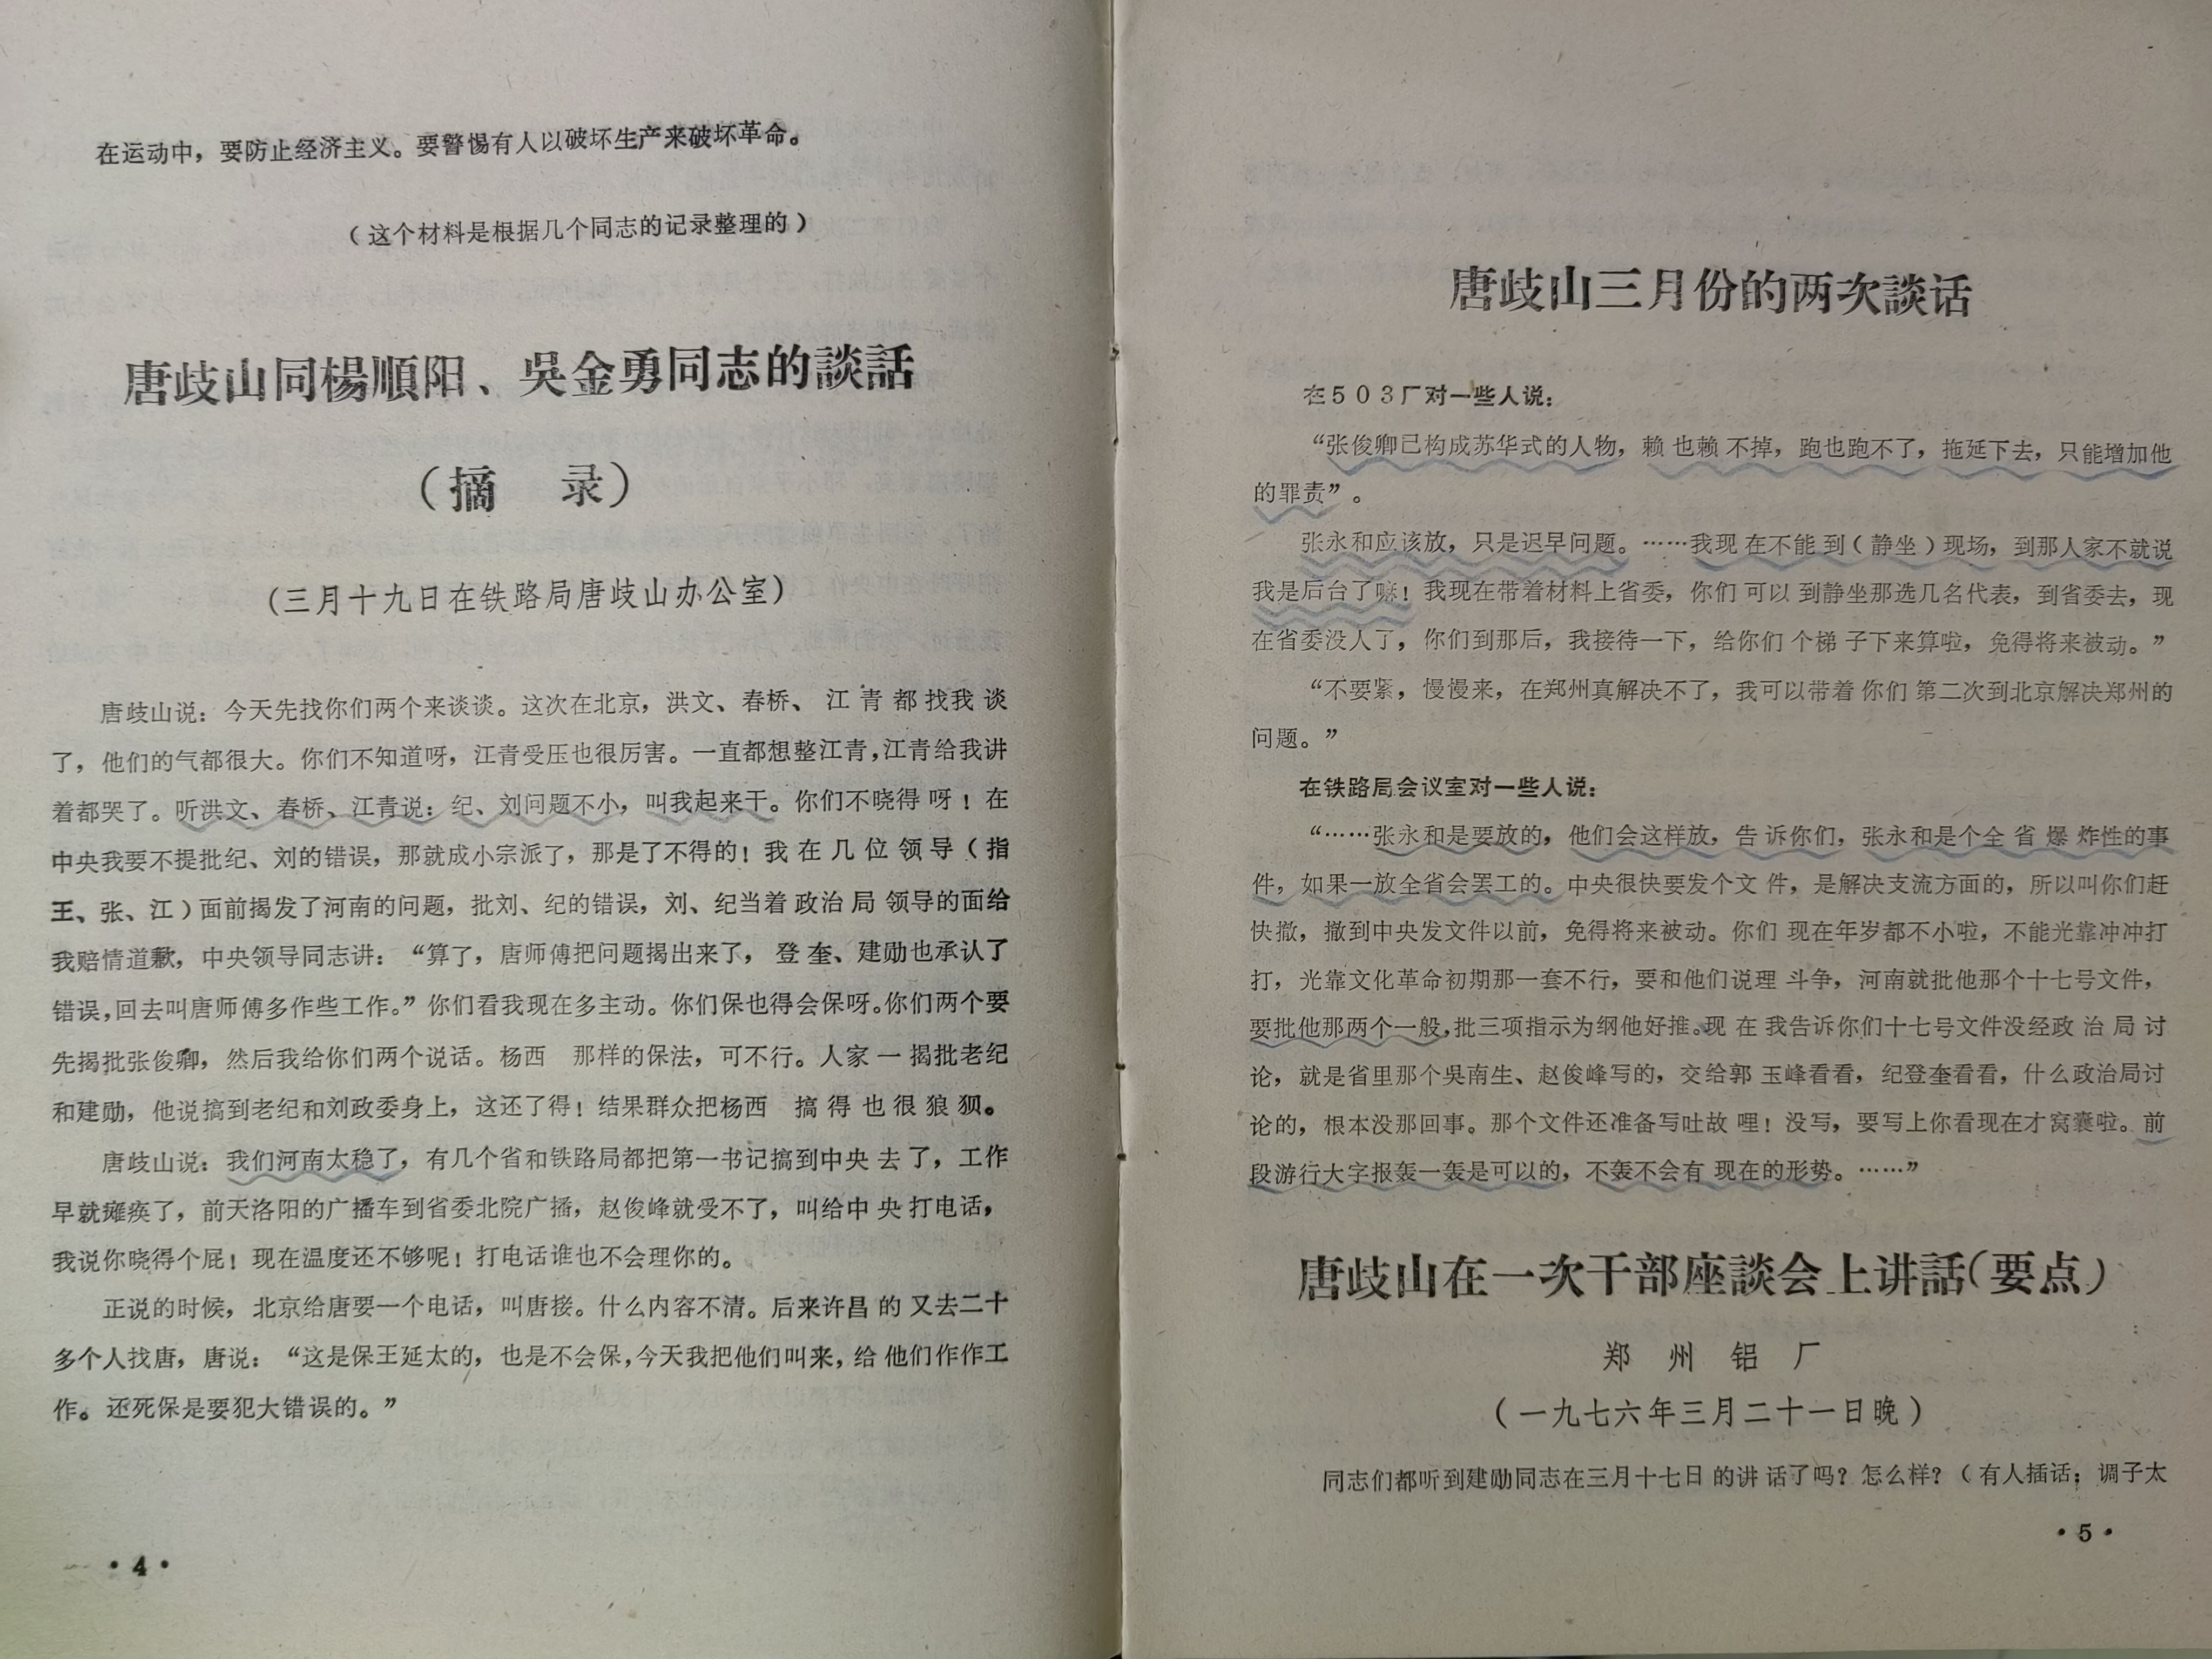 在运动中，要防止经济主义。要警惕有人以破坏生产来破坏革命。
（这个材料是根据几个同志的记录整理的）
唐歧山同楊順阳、吳金勇同志的談話
（摘　录）
（三月十九日在铁路局唐歧山办公室）
唐歧山说：今天先找你们两个来谈谈。这次在北京，洪文、春桥、江青都找我谈
了，他们的气都很大。你们不知道呀，江青受压也很厉害。一直都想整江青，江青给我讲
着都哭了。听洪文、春桥、江青说：纪、刘问题不小，叫我起来干。你们不晓得呀！在
中央我要不提批纪、刘的错误，那就成小宗派了，那是了不得的！我在几位领导（指
王、张、江）面前揭发了河南的问题，批刘、纪的错误，刘、纪当着政治局领导的面给
我赔情道歉，中央领导同志讲：“算了，唐师傅把问题揭出来了，登奎、建勋也承认了
错误，回去叫唐师傅多作些工作。”你们看我现在多主动。你们保也得会保呀。你们两个要
先揭批张俊卿，然后我给你们两个说话。杨西　那样的保法，可不行。人家一揭批老纪
和建勋，他说搞到老纪和刘政委身上，这还了得！结果群众把杨西　搞得也很狼狈。
唐歧山说：我们河南太稳了，有几个省和铁路局都把第一书记搞到中央去了，工作
早就瘫痪了，前天洛阳的广播车到省委北院广播，赵俊峰就受不了，叫给中央打电话，
我说你晓得个屁！现在温度还不够呢！打电话谁也不会理你的。
正说的时候，北京给唐要一个电话，叫唐接。什么内容不清。后来许昌的又去二十
多个人找唐，唐说：“这是保王延太的，也是不会保，今天我把他们叫来，给他们作作工
作。还死保是要犯大错误的。”
·4·
唐歧山三月份的两次談话
在503厂对一些人说：
“张俊卿已构成苏华式的人物，赖也赖不掉，跑也跑不了，拖延下去，只能增加他
的罪责”。
张永和应该放，只是迟早问题。……我现在不能到（静坐）现场，到那人家不就说
我是后台了嘛！我现在带着材料上省委，你们可以到静坐那选几名代表，到省委去，现
在省委没人了，你们到那后，我接待一下，给你们个梯子下来算啦，免得将来被动。”
“不要紧，慢慢来，在郑州真解决不了，我可以带着你们第二次到北京解决郑州的
问题。”
在铁路局会议室对一些人说：
“……张永和是要放的，他们会这样放，告诉你们，张永和是个全省爆炸性的事
件，如果一放全省会罢工的。中央很快要发个文件，是解决支流方面的，所以叫你们赶
快撤，撤到中央发文件以前，免得将来被动。你们现在年岁都不小啦，不能光靠冲冲打
打，光靠文化革命初期那一套不行，要和他们说理斗争，河南就批他那个十七号文件，
要批他那两个一般，批三项指示为纲他好推。现在我告诉你们十七号文件没经政治局讨
论，就是省里那个吳南生、赵俊峰写的，交给郭玉峰看看，纪登奎看看，什么政治局讨
论的，根本没那回事。那个文件还准备写吐故哩！没写，要写上你看现在才窝囊啦。前
段游行大字报轰一轰是可以的，不轰不会有现在的形势。……”
唐歧山在一次干部座談会上讲話（要点）
郑州铝厂
（一九七六年三月二十一日晚）
同志们都听到建勋同志在三月十七日的讲话了吗？怎么样？（有人插话；调子太
·5·